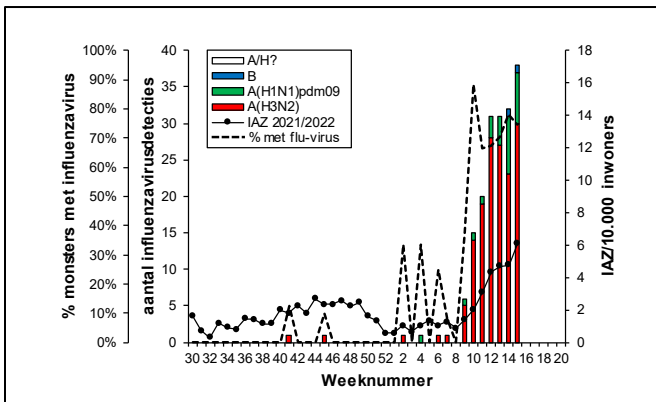 % monsters met influenzavirus
100%
90%
80%
70%
60%
50%
40%
30%
20%
10%
0%
aantal influenzavirusdetecties
40
35
30
25
20
15
10
5
0
A/H?
B
A(H1N1)pdm09
A(H3N2)
IAZ 2021/2022
% met flu-virus
18
16
14
12
10
8
6
4
2
0
IAZ/10.000 inwoners
30 32 34 36 38 40 42 44 46 48 50 52 2 4 6 8 10 12 14 16 18 20
Weeknummer